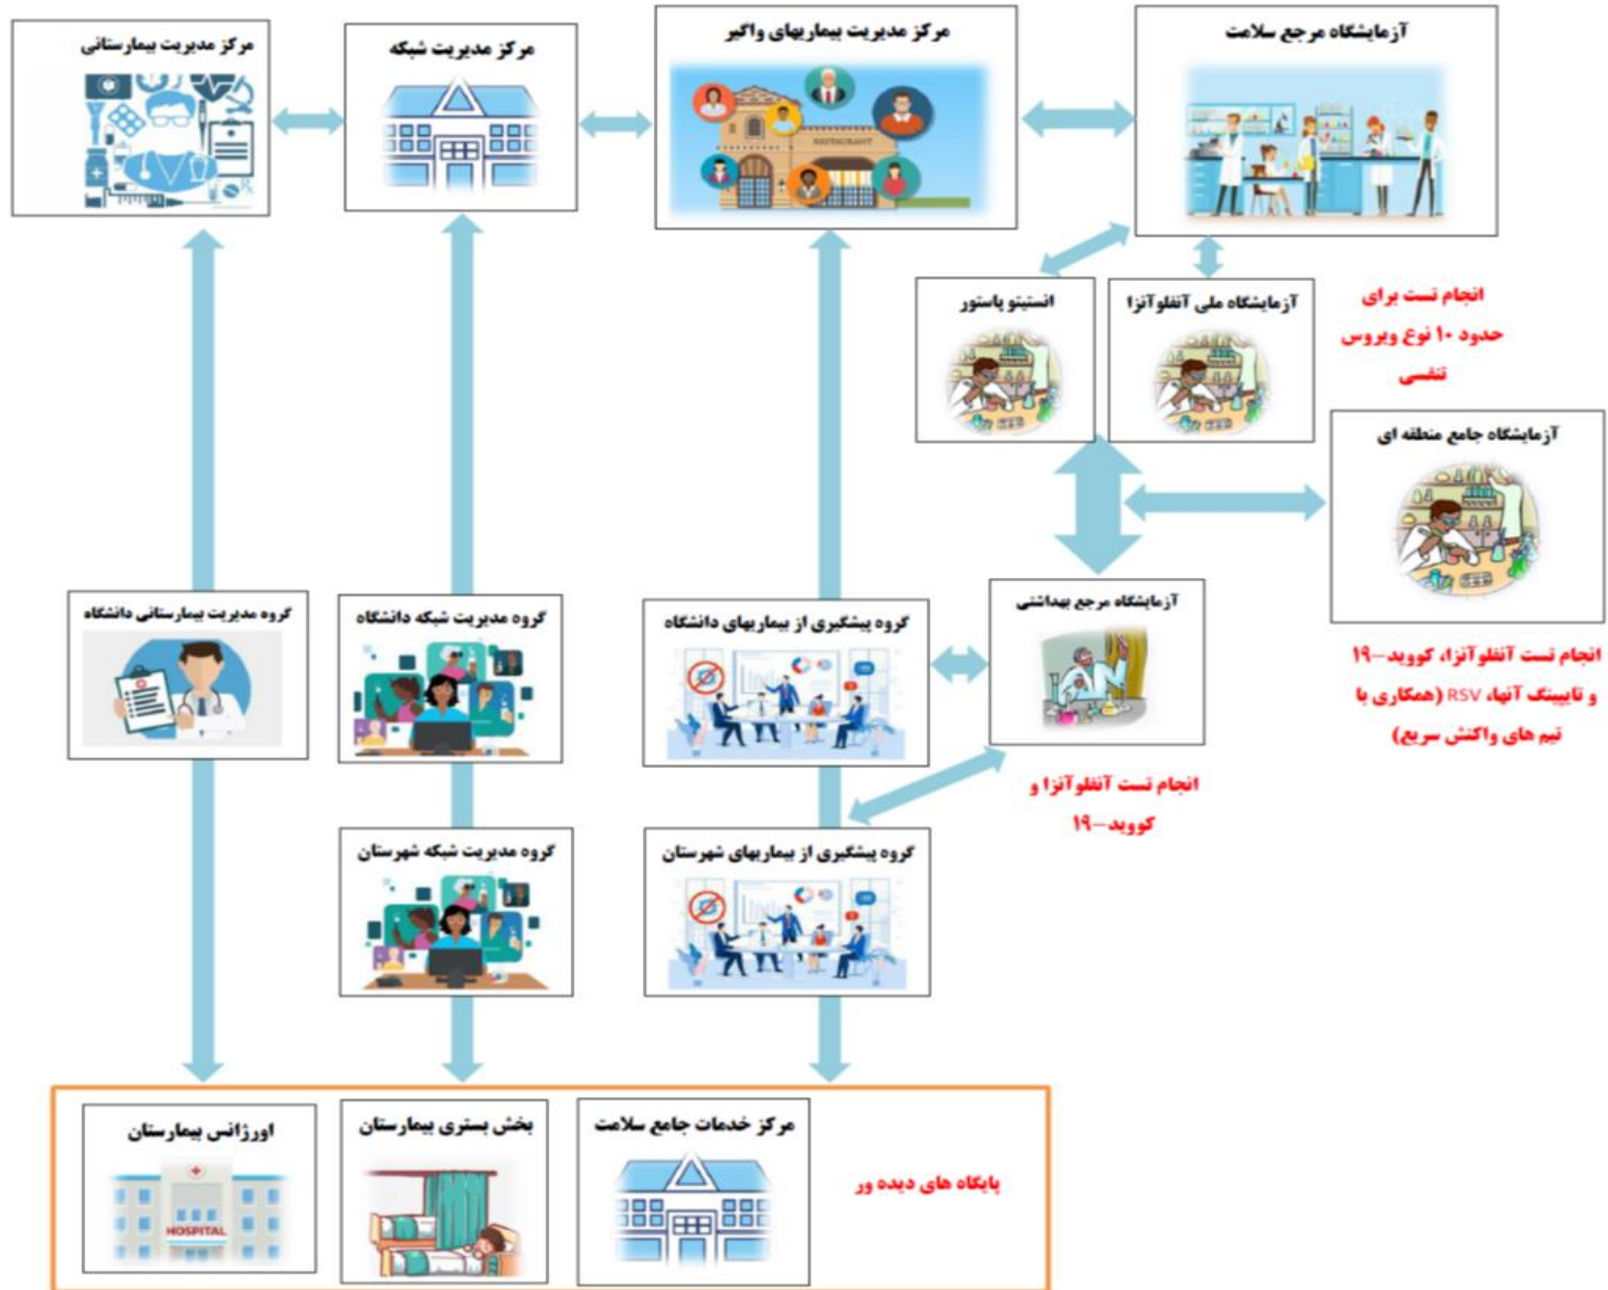 آزمایشگاه مرجع سلامت
مرکز مدیریت بیماریهای واگیر
RESTAURANT
مرکز مدیریت شبکه
مرکز مدیریت بیمارستانی
انجام تست برای
حدود ۱۰ نوع ویروس
تنفسی
آزمایشگاه ملی آنفلوآنزا
انستیتو پاستور
آزمایشگاه جامع منطقه ای
انجام تست آنفلوآنزا، کووید–۱۹
و تایپینگ آنها، RSV (همکاری با
تیم های واکنش سریع)
آزمایشگاه مرجع بهداشتی
انجام تست آنفلوآنزا و
کووید–۱۹
گروه پیشگیری از بیماریهای دانشگاه
گروه مدیریت شبکه دانشگاه
گروه مدیریت بیمارستانی دانشگاه
گروه پیشگیری از بیماریهای شهرستان
گروه مدیریت شبکه شهرستان
پایگاه های دیده ور
مرکز خدمات جامع سلامت
بخش بستری بیمارستان
اورژانس بیمارستان
HOSPITAL